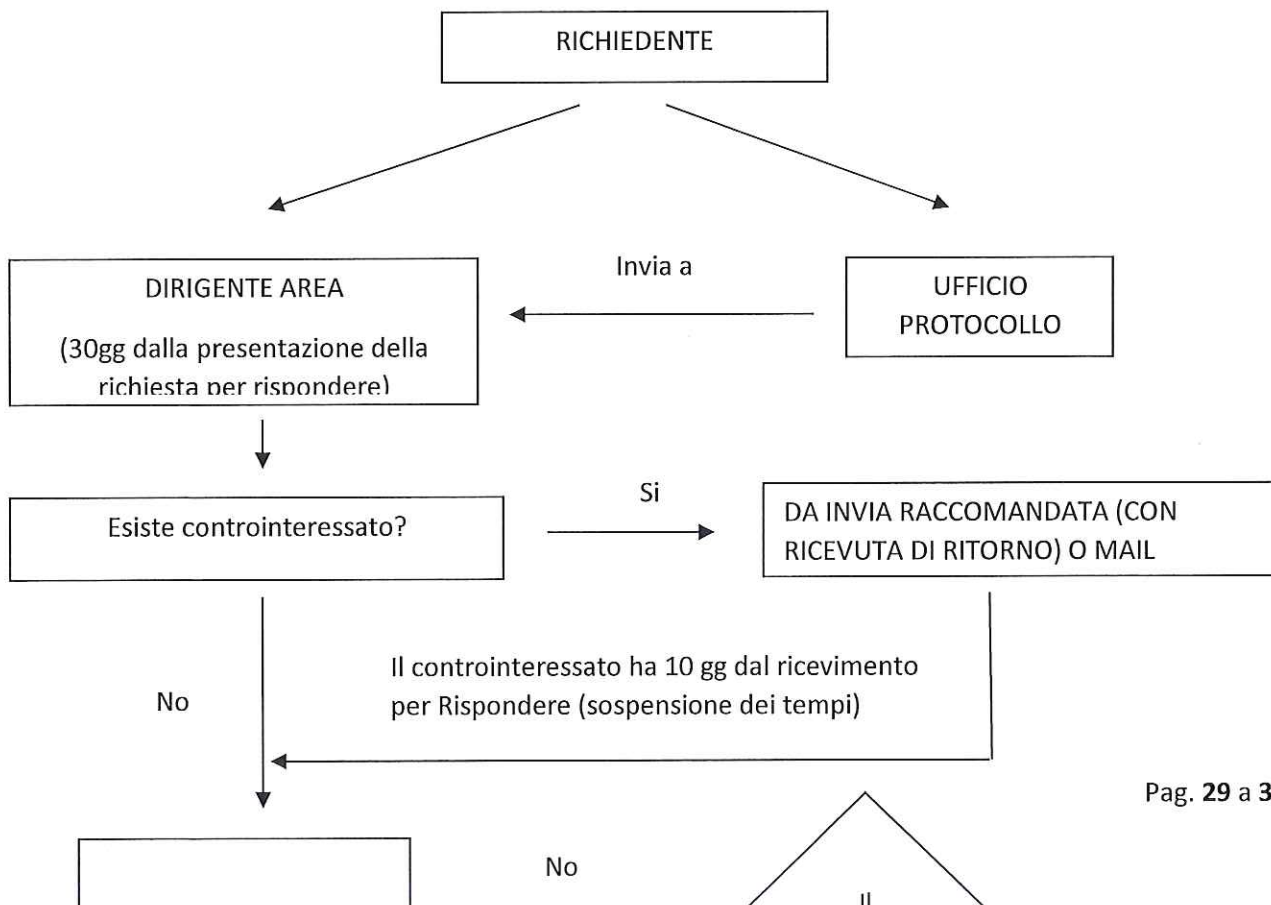 RICHIEDENTE
Invia a
DIRIGENTE AREA
(30gg dalla presentazione della
richiesta per rispondere)
UFFICIO
PROTOCOLLO
Esiste controinteressato?
Si
DA INVIA RACCOMANDATA (CON
RICEVUTA DI RITORNO) O MAIL
Il controinteressato ha 10 gg dal ricevimento
per Rispondere (sospensione dei tempi)
No
Pag. 29 a 3
No
Il